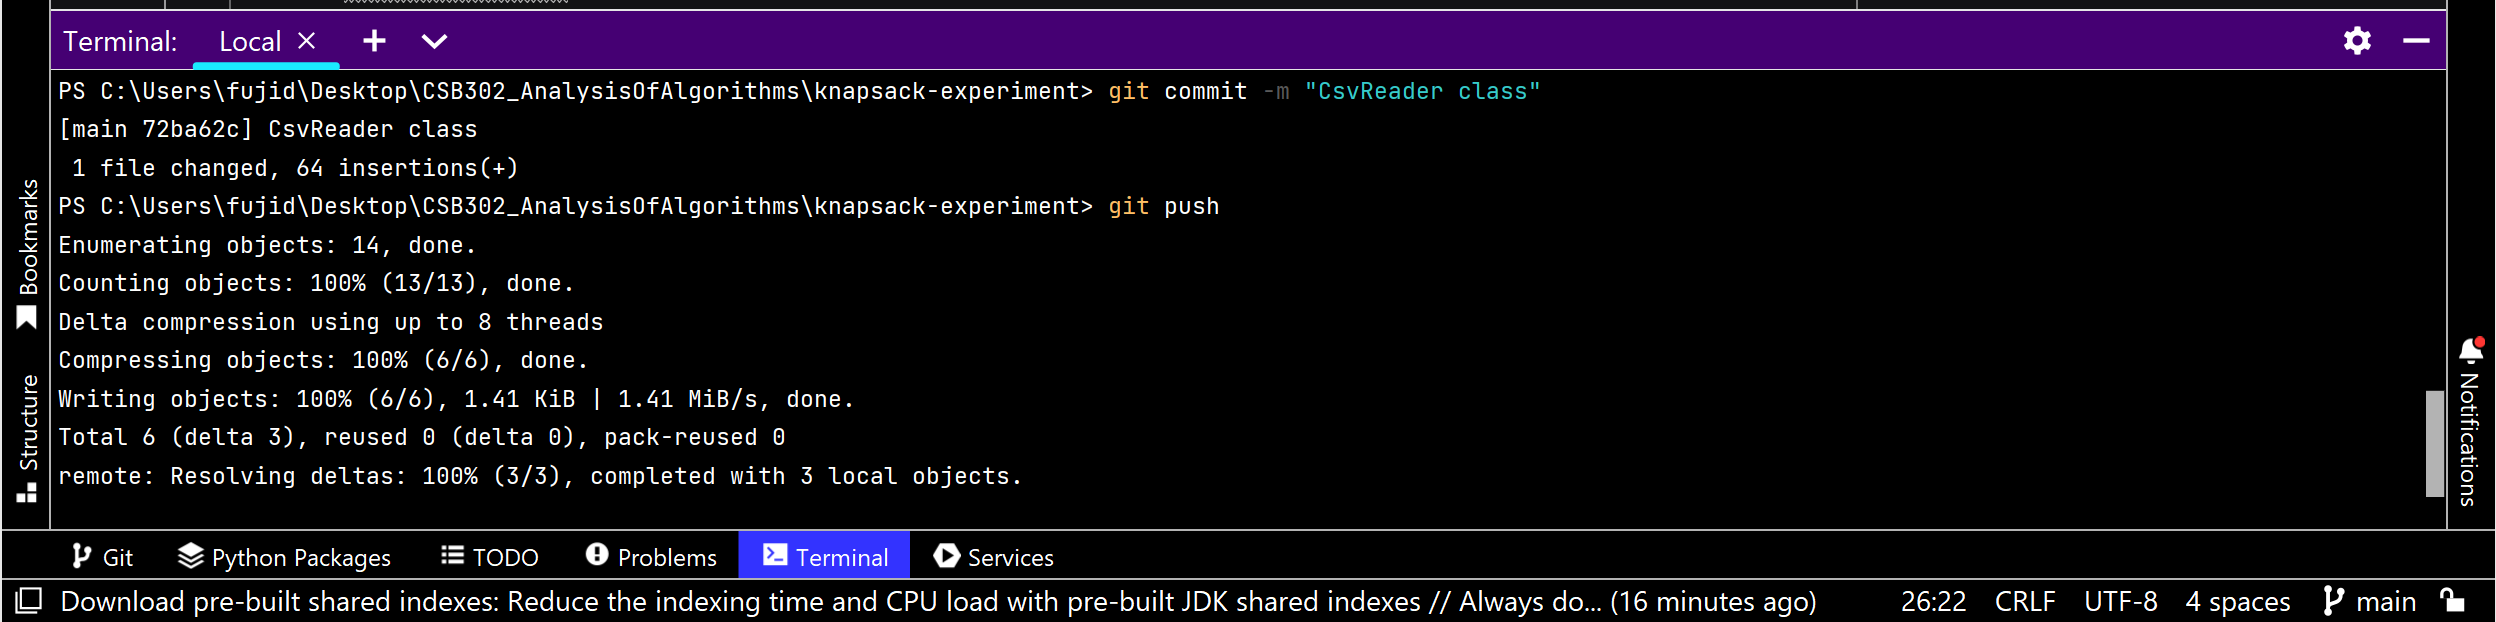 Terminal: Local
PS C:\Users\fujid\Desktop\CSB302_AnalysisOfAlgorithms\knapsack-experiment> git commit -m "CsvReader class"
[main 72ba62c] CsvReader class
 1 file changed, 64 insertions(+)
PS C:\Users\fujid\Desktop\CSB302_AnalysisOfAlgorithms\knapsack-experiment> git push
Enumerating objects: 14, done.
Counting objects: 100% (13/13), done.
Delta compression using up to 8 threads
Compressing objects: 100% (6/6), done.
Writing objects: 100% (6/6), 1.41 KiB | 1.41 MiB/s, done.
Total 6 (delta 3), reused 0 (delta 0), pack-reused 0
remote: Resolving deltas: 100% (3/3), completed with 3 local objects.
Bookmarks
Structure
Notifications
Git Python Packages TODO Problems Terminal Services
Download pre-built shared indexes: Reduce the indexing time and CPU load with pre-built JDK shared indexes // Always do... (16 minutes ago) 26:22 CRLF UTF-8 4 spaces main